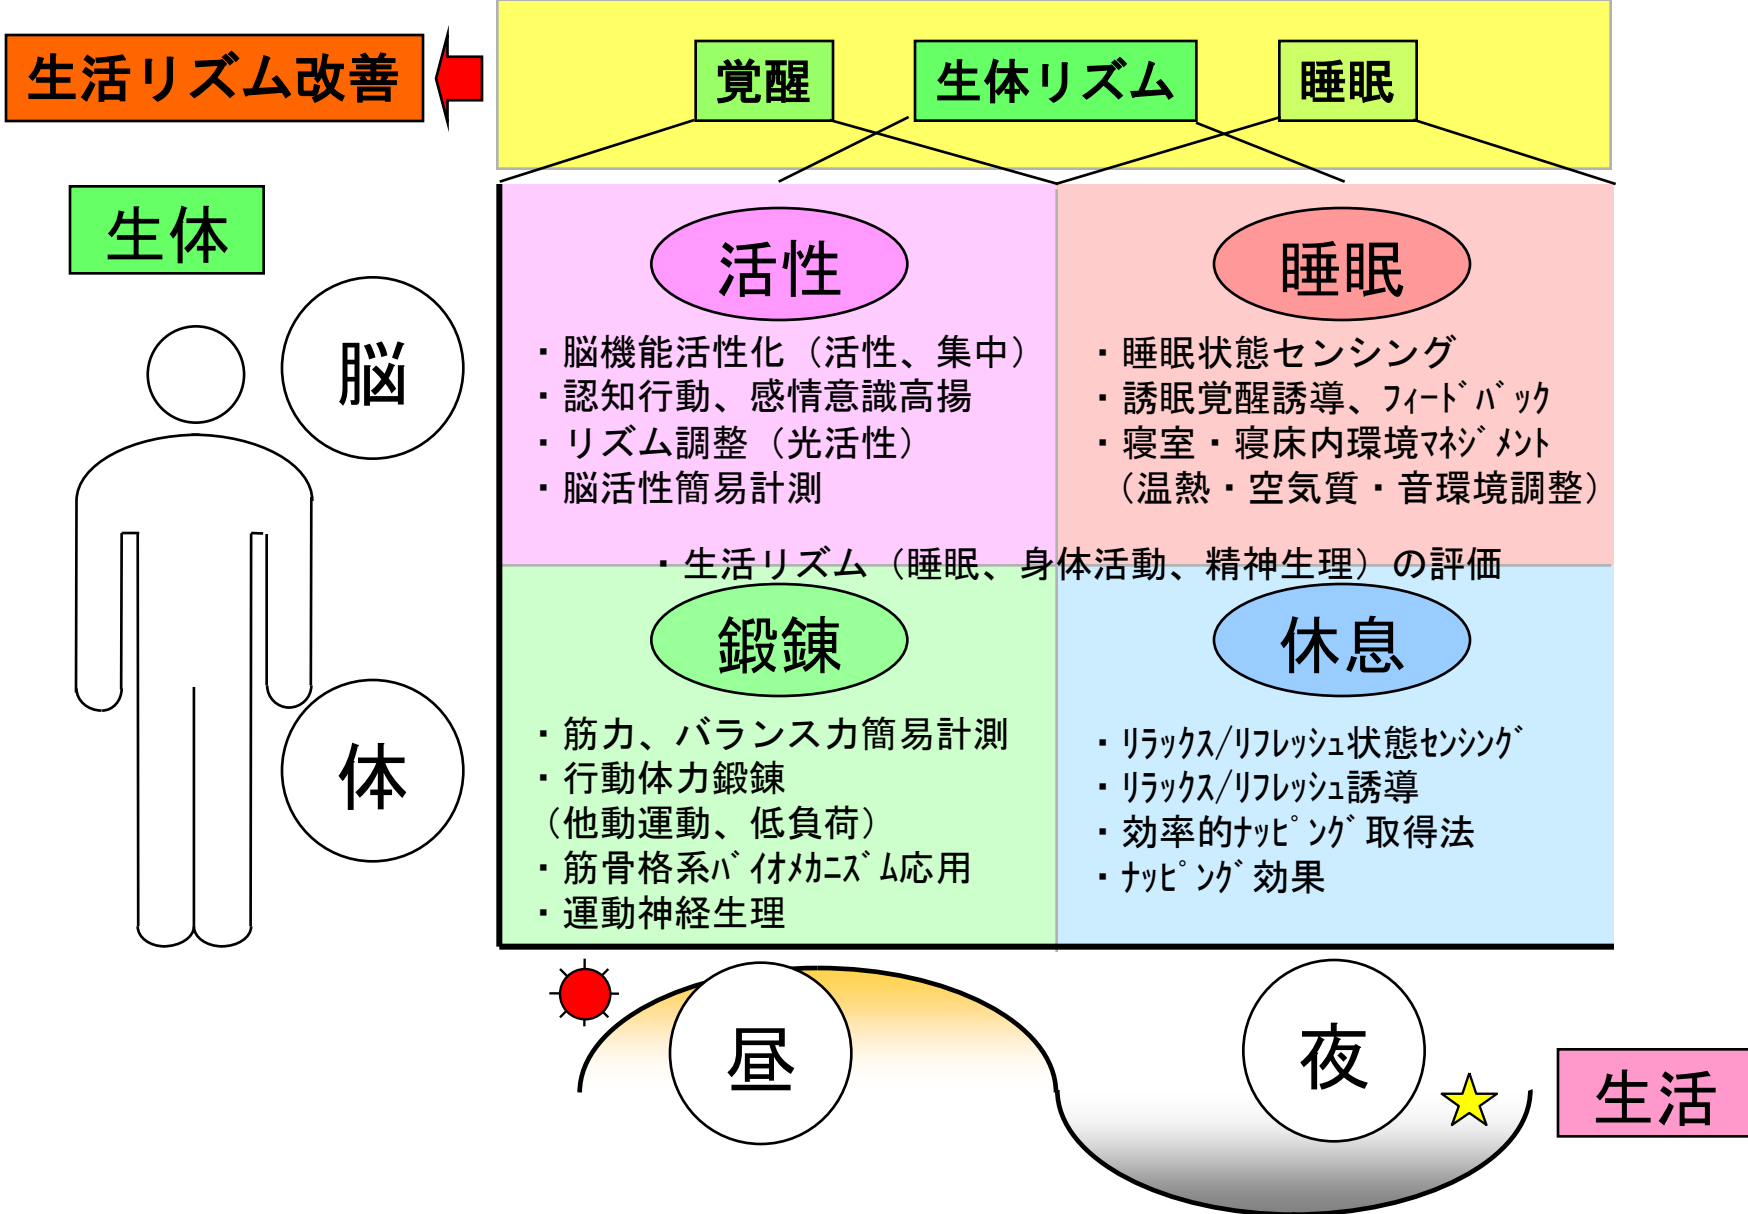 生活リズム改善
覚醒
生体リズム
睡眠
生体
脳
体
活性
・脳機能活性化（活性、集中）
・認知行動、感情意識高揚
・リズム調整（光活性）
・脳活性簡易計測
睡眠
・睡眠状態センシング
・誘眠覚醒誘導、ﾌｨｰﾄﾞﾊﾞｯｸ
・寝室・寝床内環境ﾏﾈｼﾞﾒﾝﾄ
（温熱・空気質・音環境調整）
・生活リズム（睡眠、身体活動、精神生理）の評価
鍛錬
・筋力、バランス力簡易計測
・行動体力鍛錬
（他動運動、低負荷）
・筋骨格系ﾊﾞｲｵﾒｶﾆｽﾞﾑ応用
・運動神経生理
休息
・ﾘﾗｯｸｽ/ﾘﾌﾚｯｼｭ状態ｾﾝｼﾝｸﾞ
・ﾘﾗｯｸｽ/ﾘﾌﾚｯｼｭ誘導
・効率的ﾅｯﾋﾟﾝｸﾞ取得法
・ﾅｯﾋﾟﾝｸﾞ効果
昼
夜
生活